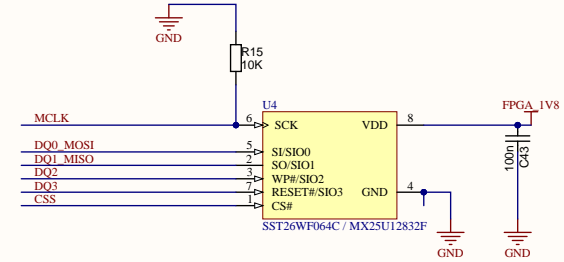 GND
R15
10K
U4
FPGA_1V8
MCLK 6 SCK VDD 8
DQ0_MOSI 5 SI/SIO0
DQ1_MISO 2 SO/SIO1
DQ2 3 WP#/SIO2
DQ3 7 RESET#/SIO3 GND 4
CSS 1 CS#
100n
C43
SST26WF064C / MX25U12832F
GND
GND